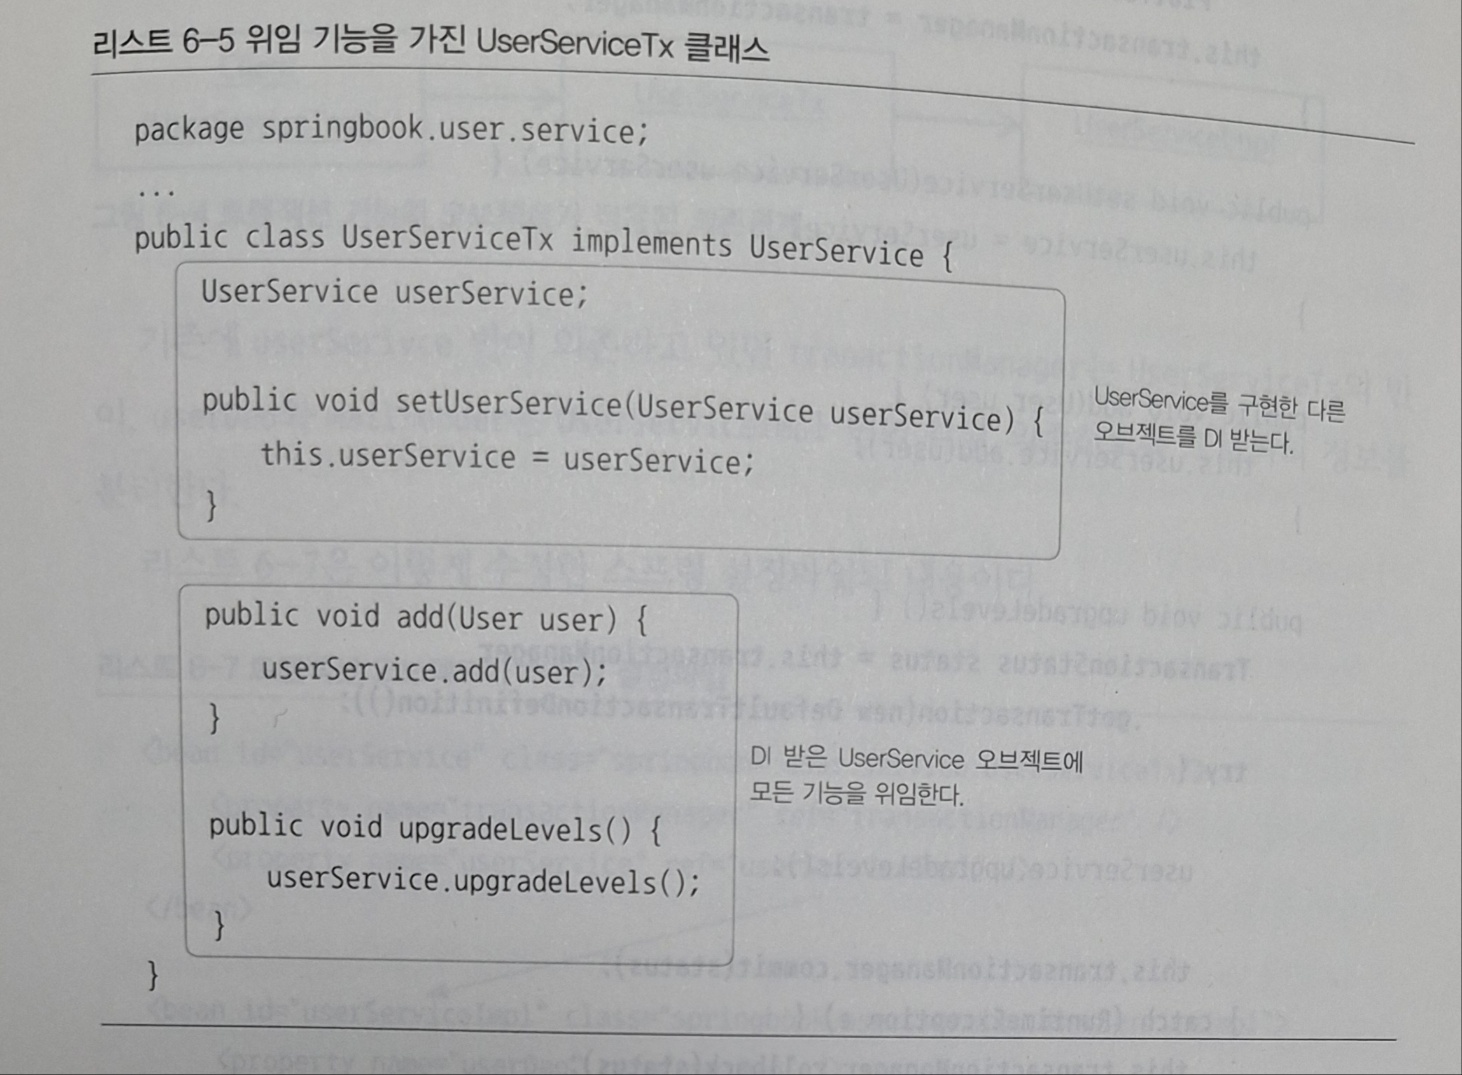 리스트 6–5 위임 기능을 가진 UserServiceTx 클래스
package springbook.user.service;
...
public class UserServiceTx implements UserService {
UserService userService;
public void setUserService(UserService userService) {
this.userService = userService;
}
UserService를 구현한 다른
오브젝트를 DI 받는다.
public void add(User user) {
userService.add(user);
}
public void upgradeLevels() {
userService.upgradeLevels();
}
DI 받은 UserService 오브젝트에
모든 기능을 위임한다.
}